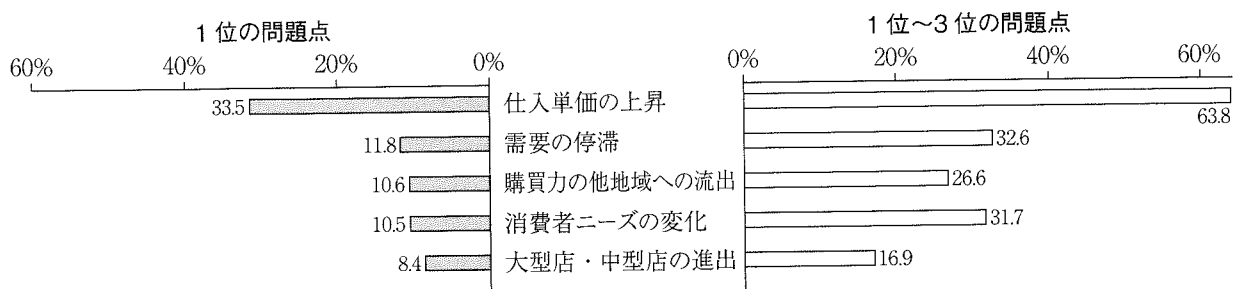 1位の問題点
60% 40% 20% 0%
33.5
11.8
10.6
10.5
8.4
仕入単価の上昇
需要の停滞
購買力の他地域への流出
消費者ニーズの変化
大型店・中型店の進出
1位～3位の問題点
0% 20% 40% 60%
63.8
32.6
26.6
31.7
16.9